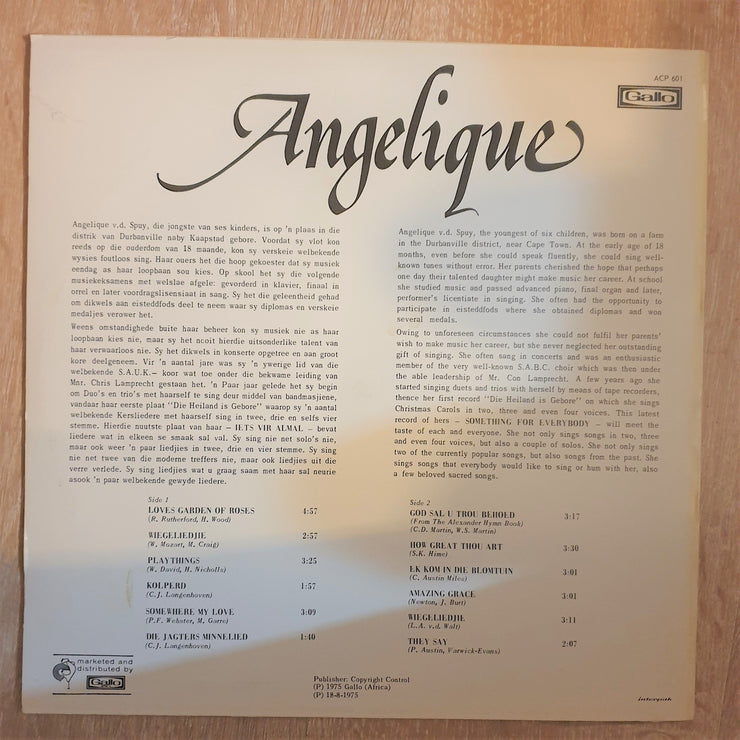 ACP 601
Gallo
Angelique
Angelique v.d. Spuy, die jongste van ses kinders, is op 'n plaas in die
distrik van Durbanville naby Kaapstad gebore. Voordat sy vlot kon
reeds op die ouderdom van 18 maande, kon sy verskeie welbekende
wysies foutloos sing. Haar ouers het die hoop gekoester dat sy musiek
eendag as haar loopbaan sou kies. Op skool het sy die volgende
musiekeksamens met welslae afgelê: gevorderd in klavier, finaal in
orrel en later voordragslisensiaat in sang. Sy het die geleentheid gehad
om dikwels aan eisteddfods deel te neem waar sy diplomas en verskeie
medaljes verower het.
Weens omstandighede buite haar beheer kon sy musiek nie as haar
loopbaan kies nie, maar sy het nooit hierdie uitsonderlike talent van
haar verwaarloos nie. Sy het dikwels in konserte opgetree en aan groot
kore deelgeneem. Vir 'n aantal jare was sy 'n ywerige lid van die
welbekende S.A.U.K.- koor wat toe onder die bekwame leiding van
Mnr. Chris Lamprecht gestaan het. 'n Paar jaar gelede het sy begin
om Duo's en trio's met haarself te sing deur middel van bandmasjiene,
vandaar haar eerste plaat "Die Heiland is Gebore" waarop sy 'n aantal
welbekende Kersliedere met haarself sing in twee, drie en selfs vier
stemme. Hierdie nuutste plaat van haar – IETS VIR ALMAL – bevat
liedere wat in elkeen se smaak sal val. Sy sing nie net solo's nie,
maar ook weer 'n paar liedjies in twee, drie en vier stemme. Sy sing
nie net twee van die moderne treffers nie, maar ook liedjies uit die
verre verlede. Sy sing liedjies wat u graag saam met haar sal neurie
asook 'n paar welbekende gewyde liedere.
Angelique v.d. Spuy, the youngest of six children, was born on a farm
in the Durbanville district, near Cape Town. At the early age of 18
months, even before she could speak fluently, she could sing well-
known tunes without error. Her parents cherished the hope that perhaps
one day their talented daughter might make music her career. At school
she studied music and passed advanced piano, final organ and later,
performer's licentiate in singing. She often had the opportunity to
participate in eisteddfods where she obtained diplomas and won
several medals.
Owing to unforeseen circumstances she could not fulfil her parents'
wish to make music her career, but she never neglected her outstanding
gift of singing. She often sang in concerts and was an enthusiastic
member of the very well-known S.A.B.C. choir which was then under
the able leadership of Mr. Con Lamprecht. A few years ago she
started singing duets and trios with herself by means of tape recorders,
thence her first record "Die Heiland is Gebore" on which she sings
Christmas Carols in two, three and even four voices. This latest
record of hers – SOMETHING FOR EVERYBODY – will meet the
taste of each and everyone. She not only sings songs in two, three
and even four voices, but also a couple of solos. She not only sings
two of the currently popular songs, but also songs from the past. She
sings songs that everybody would like to sing or hum with her, also
a few beloved sacred songs.
Side 1
LOVES GARDEN OF ROSES 4:57
(R. Rutherford, H. Wood)
WIEGELIEDJIE 2:57
(W. Mozart, M. Craig)
PLAYTHINGS 3:25
(W. David, H. Nicholls)
KOLPERD 1:57
(C.J. Langenhoven)
SOMEWHERE MY LOVE 3:09
(P.F. Webster, M. Garre)
DIE JAGTERS MINNELIED 1:40
(C.J. Langenhoven)
Side 2
GOD SAL U TROU BEHOED 3:17
(From The Alexander Hymn Book)
(C.D. Martin, W.S. Martin)
HOW GREAT THOU ART 3:30
(S.K. Hime)
EK KOM IN DIE BLOMTUIN 3:01
(C. Austin Miles)
AMAZING GRACE 3:01
(Newton, J. Burt)
WIEGELIEDJIE 3:11
(L.A. v.d. Walt)
THEY SAY 2:07
(P. Austin, Varwick-Evans)
marketed and
distributed by
Gallo
Publisher: Copyright Control
(P) 1975 Gallo (Africa)
(P) 18-8-1975
interpak